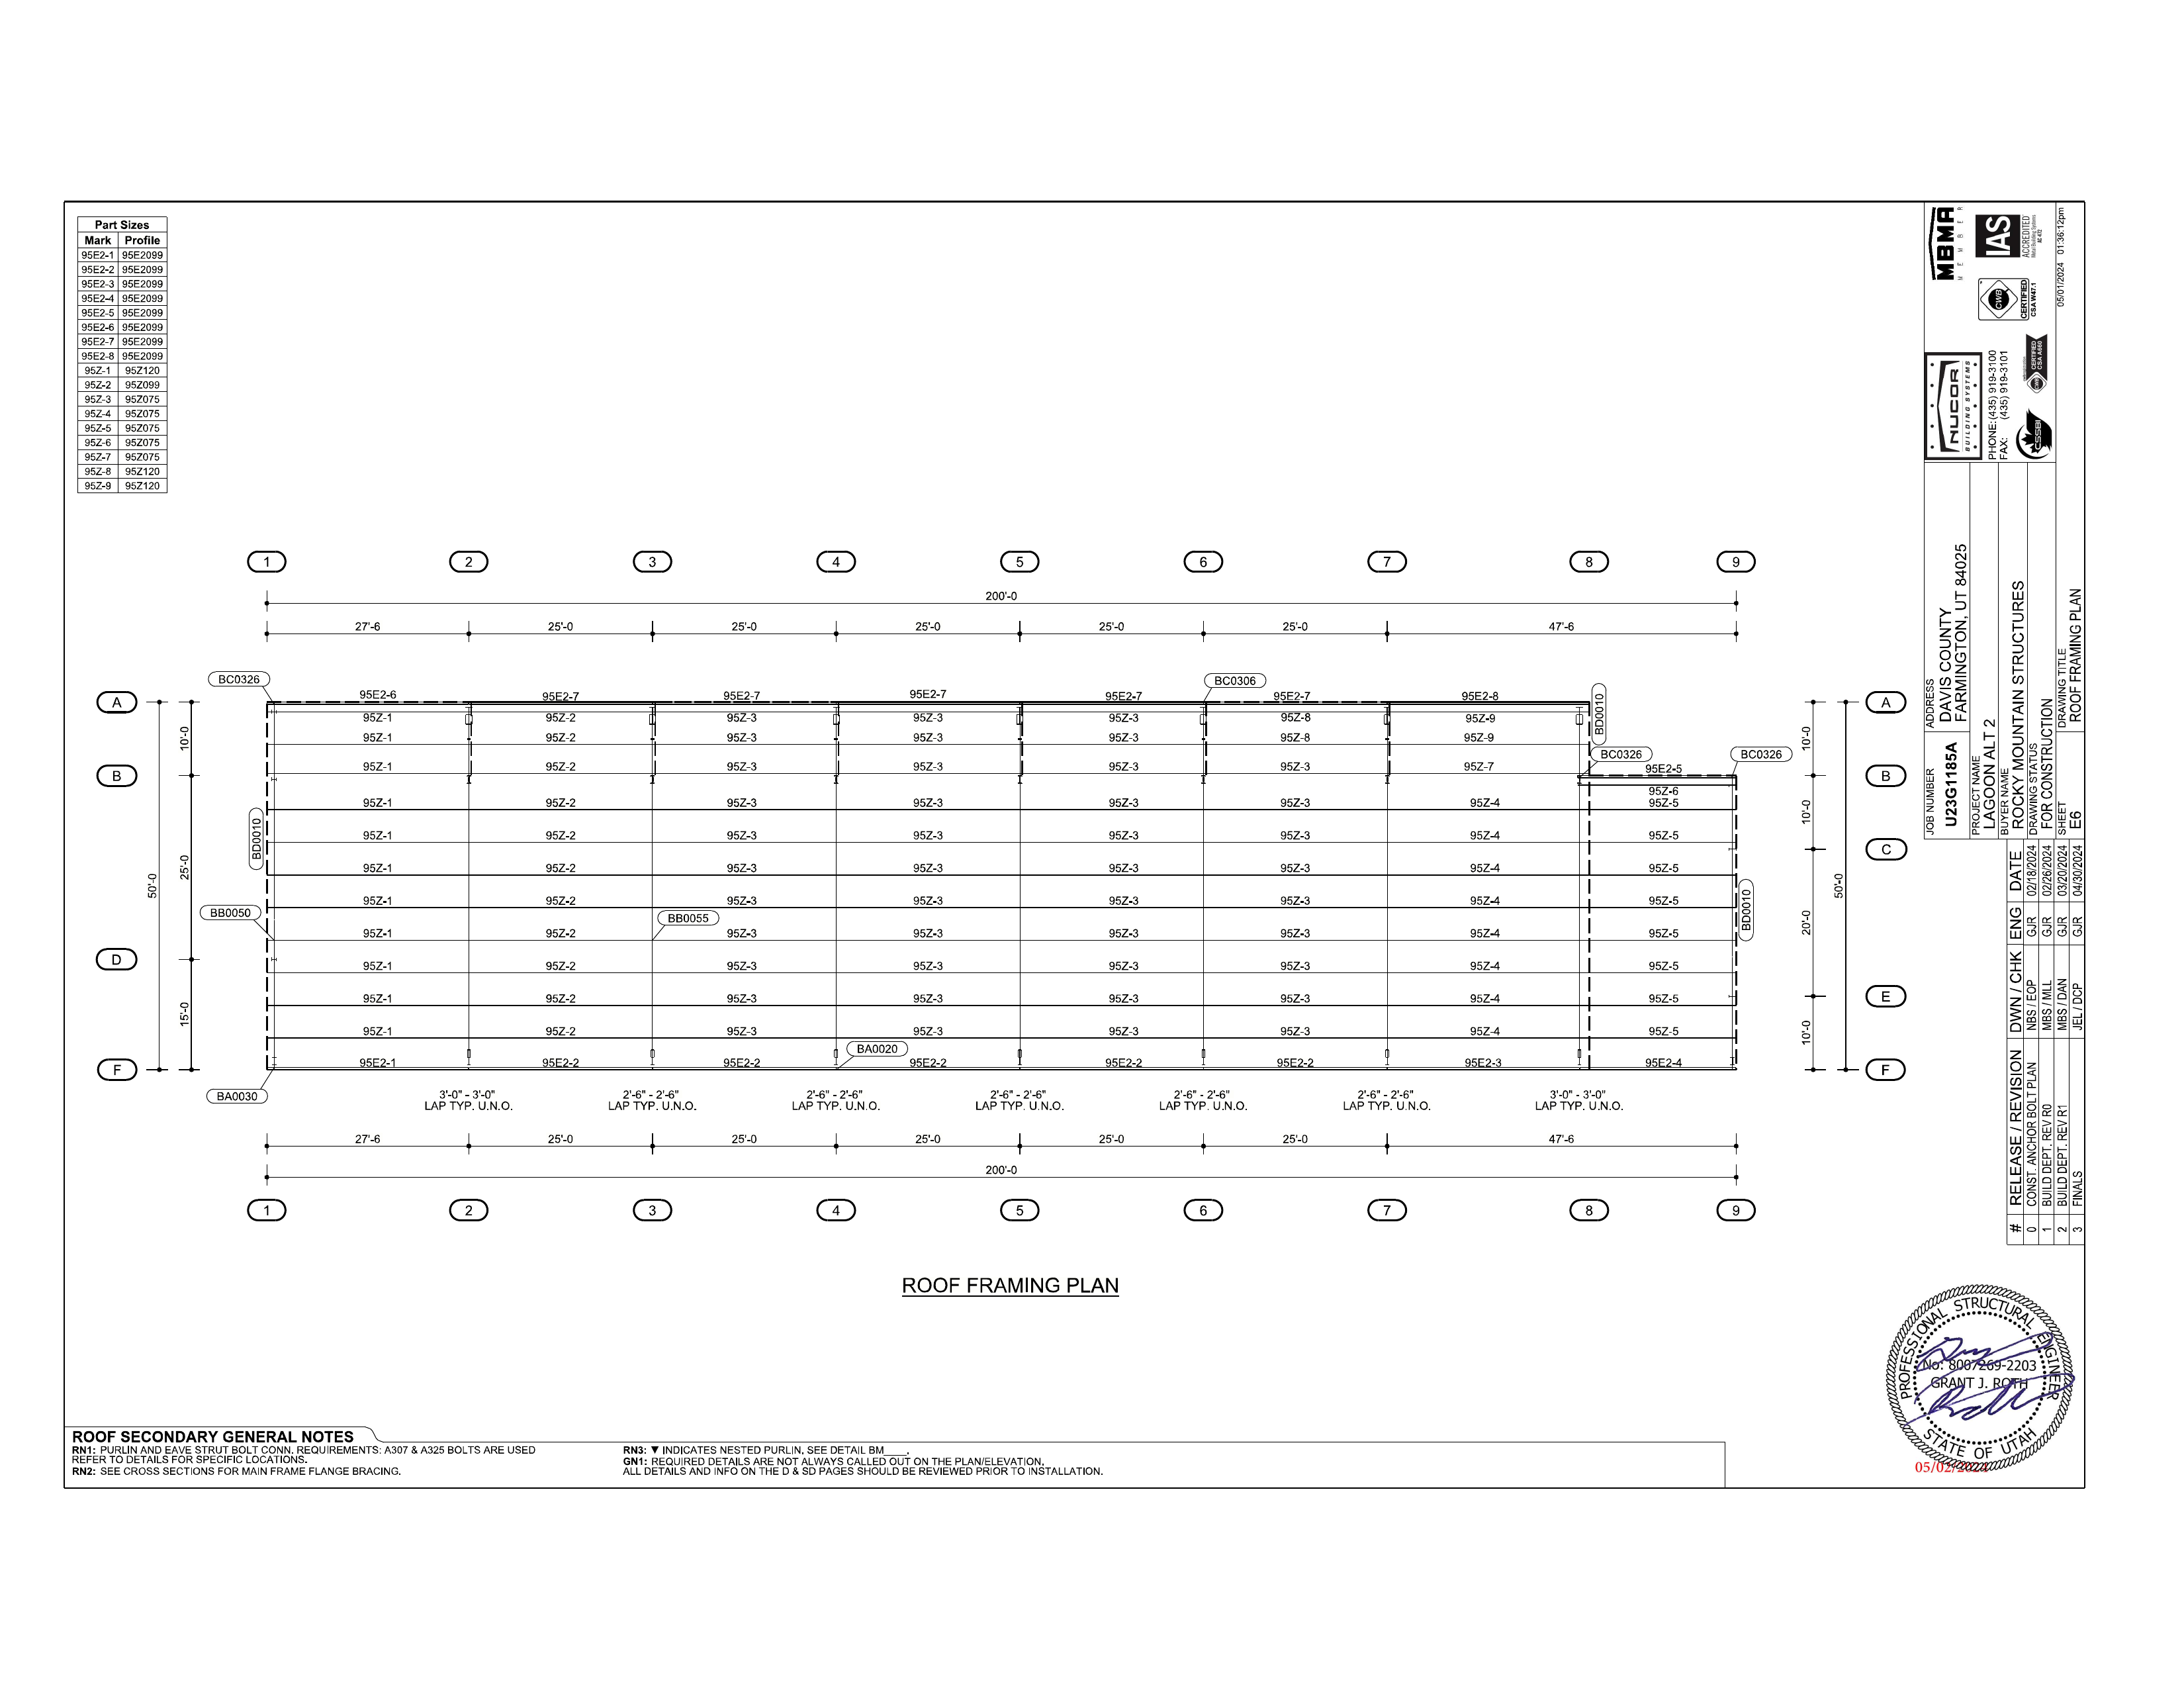 Part Sizes
Mark Profile
95E2-1 95E2099
95E2-2 95E2099
95E2-3 95E2099
95E2-4 95E2099
95E2-5 95E2099
95E2-6 95E2099
95E2-7 95E2099
95E2-8 95E2099
95Z-1 95Z120
95Z-2 95Z099
95Z-3 95Z075
95Z-4 95Z075
95Z-5 95Z075
95Z-6 95Z075
95Z-7 95Z075
95Z-8 95Z120
95Z-9 95Z120
1 2 3 4 5 6 7 8 9
200'-0
27'-6 25'-0 25'-0 25'-0 25'-0 25'-0 47'-6
BC0326 BC0306
A 95E2-6 95E2-7 95E2-7 95E2-7 95E2-7 95E2-7 95E2-8 BD0010 A
95Z-1 95Z-2 95Z-3 95Z-3 95Z-3 95Z-8 95Z-9
10'-0 95Z-1 95Z-2 95Z-3 95Z-3 95Z-3 95Z-8 95Z-9 10'-0
BC0326 BC0326
B 95Z-1 95Z-2 95Z-3 95Z-3 95Z-3 95Z-3 95Z-7 95E2-5 B
95Z-6
95Z-1 95Z-2 95Z-3 95Z-3 95Z-3 95Z-3 95Z-4 95Z-5 10'-0
BD0010 95Z-1 95Z-2 95Z-3 95Z-3 95Z-3 95Z-3 95Z-4 95Z-5 C
50'-0 25'-0 95Z-1 95Z-2 95Z-3 95Z-3 95Z-3 95Z-3 95Z-4 95Z-5 50'-0
95Z-1 95Z-2 95Z-3 95Z-3 95Z-3 95Z-3 95Z-4 95Z-5 BD0010
BB0050 BB0055
95Z-1 95Z-2 95Z-3 95Z-3 95Z-3 95Z-3 95Z-4 95Z-5 20'-0
D 95Z-1 95Z-2 95Z-3 95Z-3 95Z-3 95Z-3 95Z-4 95Z-5
95Z-1 95Z-2 95Z-3 95Z-3 95Z-3 95Z-3 95Z-4 95Z-5 E
15'-0 95Z-1 95Z-2 95Z-3 95Z-3 95Z-3 95Z-3 95Z-4 95Z-5 10'-0
BA0020
F 95E2-1 95E2-2 95E2-2 95E2-2 95E2-2 95E2-2 95E2-3 95E2-4 F
BA0030
3'-0" - 3'-0" 2'-6" - 2'-6" 2'-6" - 2'-6" 2'-6" - 2'-6" 2'-6" - 2'-6" 2'-6" - 2'-6" 3'-0" - 3'-0"
LAP TYP. U.N.O. LAP TYP. U.N.O. LAP TYP. U.N.O. LAP TYP. U.N.O. LAP TYP. U.N.O. LAP TYP. U.N.O. LAP TYP. U.N.O.
27'-6 25'-0 25'-0 25'-0 25'-0 25'-0 47'-6
200'-0
1 2 3 4 5 6 7 8 9
ROOF FRAMING PLAN
ROOF SECONDARY GENERAL NOTES
RN1: PURLIN AND EAVE STRUT BOLT CONN. REQUIREMENTS: A307 & A325 BOLTS ARE USED
REFER TO DETAILS FOR SPECIFIC LOCATIONS.
RN2: SEE CROSS SECTIONS FOR MAIN FRAME FLANGE BRACING.
RN3: ▼ INDICATES NESTED PURLIN, SEE DETAIL BM____.
GN1: REQUIRED DETAILS ARE NOT ALWAYS CALLED OUT ON THE PLAN/ELEVATION.
ALL DETAILS AND INFO ON THE D & SD PAGES SHOULD BE REVIEWED PRIOR TO INSTALLATION.
MBMA
MEMBER
IAS
ACCREDITED
Metal Building Systems
AC 472
CWB
CERTIFIED
CSA W47.1
NUCOR
BUILDING SYSTEMS
PHONE: (435) 919-3100
FAX: (435) 919-3101
CWB
CERTIFIED
CSA A660
CSSBI
JOB NUMBER
U23G1185A
ADDRESS
DAVIS COUNTY
FARMINGTON, UT 84025
PROJECT NAME
LAGOON ALT 2
BUYER NAME
ROCKY MOUNTAIN STRUCTURES
DRAWING STATUS
FOR CONSTRUCTION
SHEET
E6
DRAWING TITLE
ROOF FRAMING PLAN
05/01/2024 01:36:12pm
# RELEASE / REVISION DWN / CHK ENG DATE
0 CONST. ANCHOR BOLT PLAN NBS / EOP GJR 02/18/2024
1 BUILD DEPT. REV R0 MBS / MLL GJR 02/26/2024
2 BUILD DEPT. REV R1 MBS / DAN GJR 03/20/2024
3 FINALS JEL / DCP GJR 04/30/2024
PROFESSIONAL STRUCTURAL ENGINEER
No: 8007269-2203
GRANT J. ROTH
STATE OF UTAH